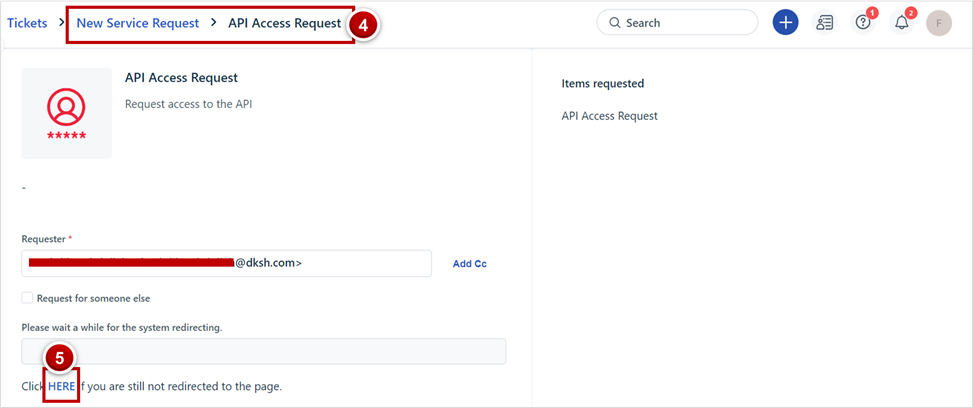 Tickets > New Service Request > API Access Request 4
Search
1
2
F
API Access Request
Request access to the API
*****
-
Items requested
API Access Request
Requester *
@dksh.com>
Add Cc
Request for someone else
Please wait a while for the system redirecting.
5
Click HERE if you are still not redirected to the page.